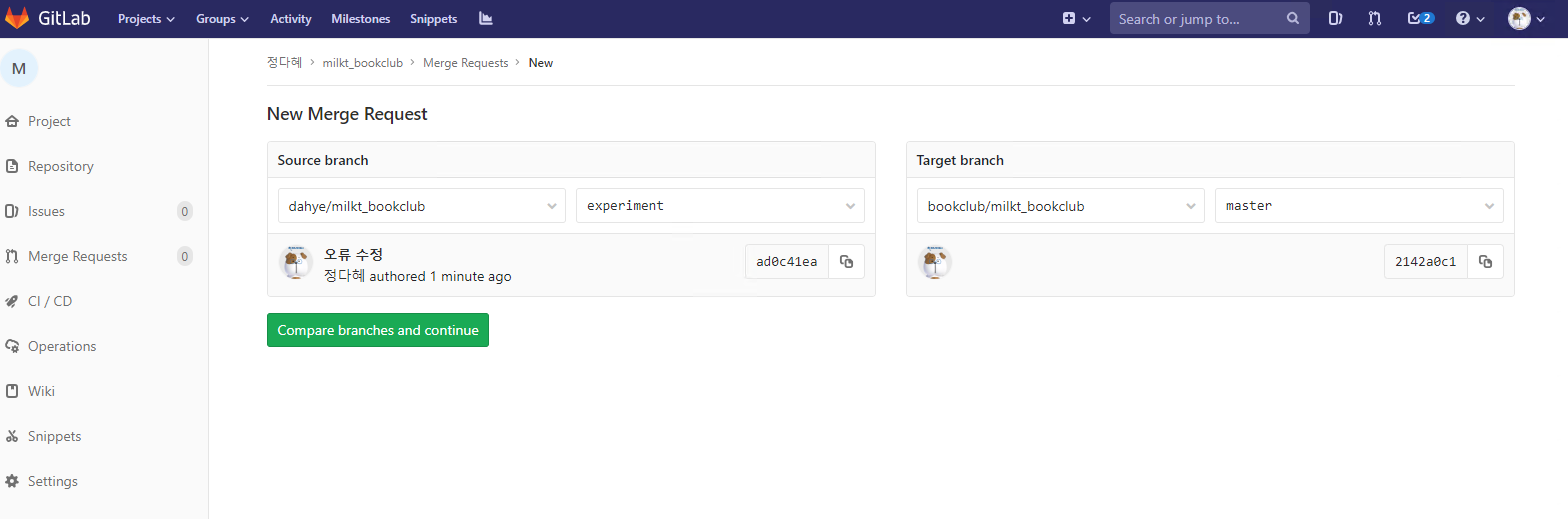 GitLab Projects Groups Activity Milestones Snippets Search or jump to... 2
M
정다혜 > milkt_bookclub > Merge Requests > New
Project
Repository
Issues 0
Merge Requests 0
CI / CD
Operations
Wiki
Snippets
Settings
New Merge Request
Source branch
dahye/milkt_bookclub experiment
오류 수정
정다혜 authored 1 minute ago
ad0c41ea
Target branch
bookclub/milkt_bookclub master
2142a0c1
Compare branches and continue